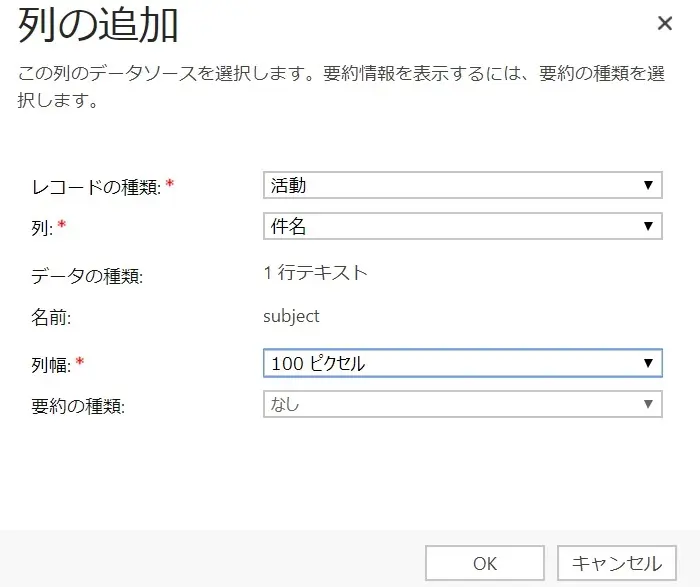 列の追加
この列のデータソースを選択します。要約情報を表示するには、要約の種類を選
択します。
レコードの種類:* 活動
列:* 件名
データの種類: 1 行テキスト
名前: subject
列幅:* 100 ピクセル
要約の種類: なし
OK キャンセル